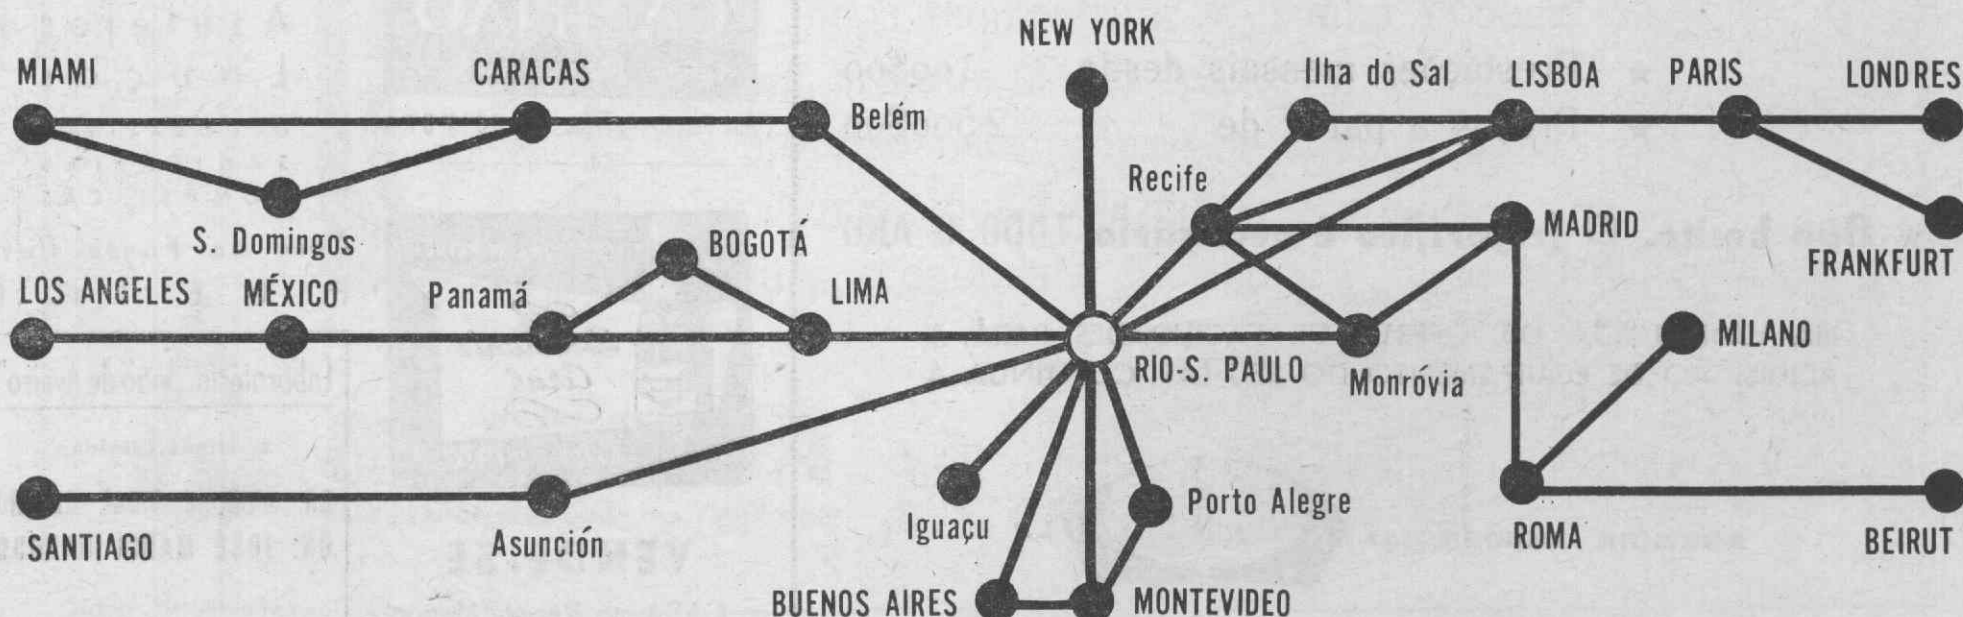 NEW YORK
MIAMI
CARACAS
Belém
Ilha do Sal
LISBOA
PARIS
LONDRES
Recife
S. Domingos
BOGOTÁ
MADRID
FRANKFURT
LOS ANGELES
MÉXICO
Panamá
LIMA
RIO-S. PAULO
Monróvia
MILANO
SANTIAGO
Asunción
Iguaçu
Porto Alegre
ROMA
BEIRUT
BUENOS AIRES
MONTEVIDEO